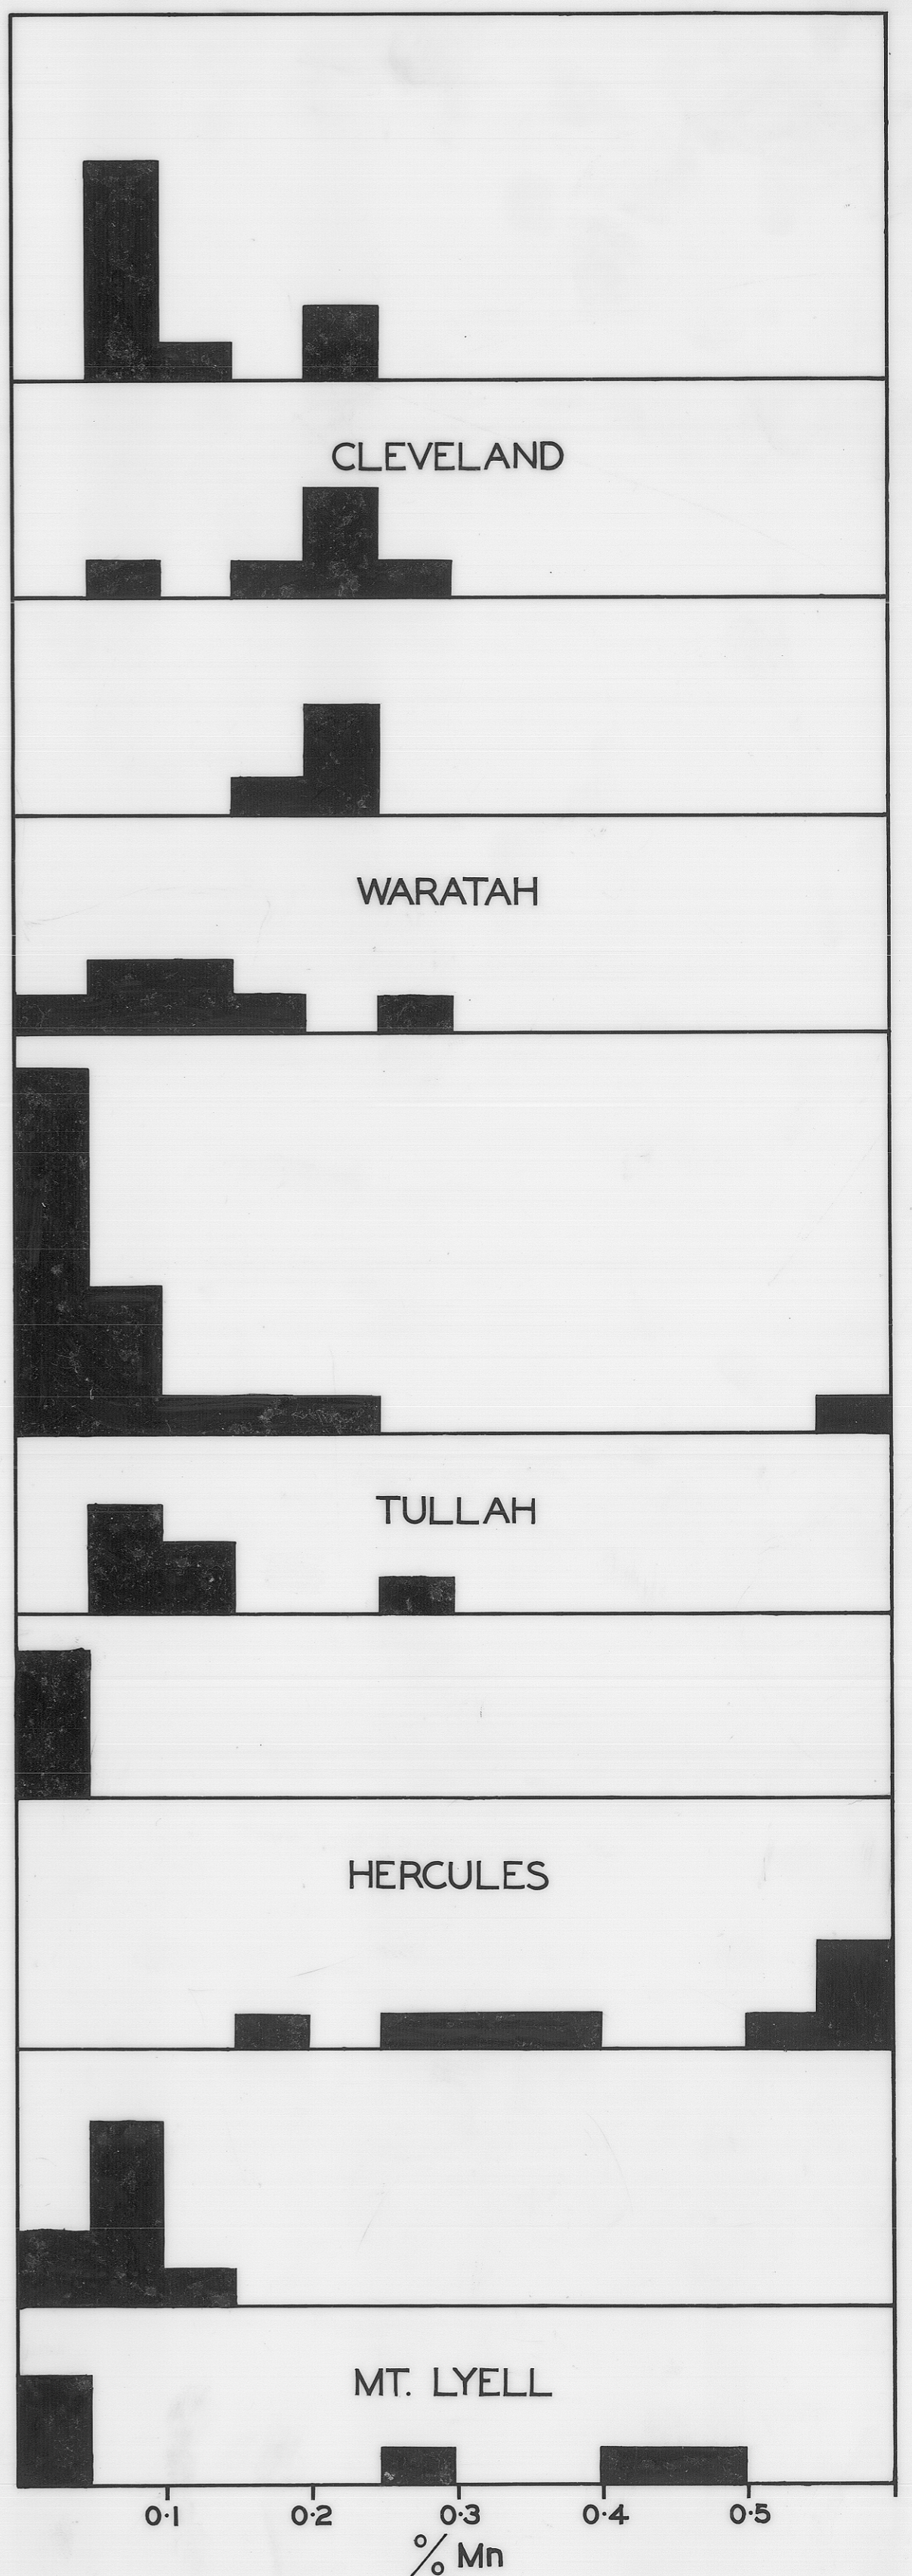 CLEVELAND
WARATAH
TULLAH
HERCULES
MT. LYELL
0·1 0·2 0·3 0·4 0·5
% Mn